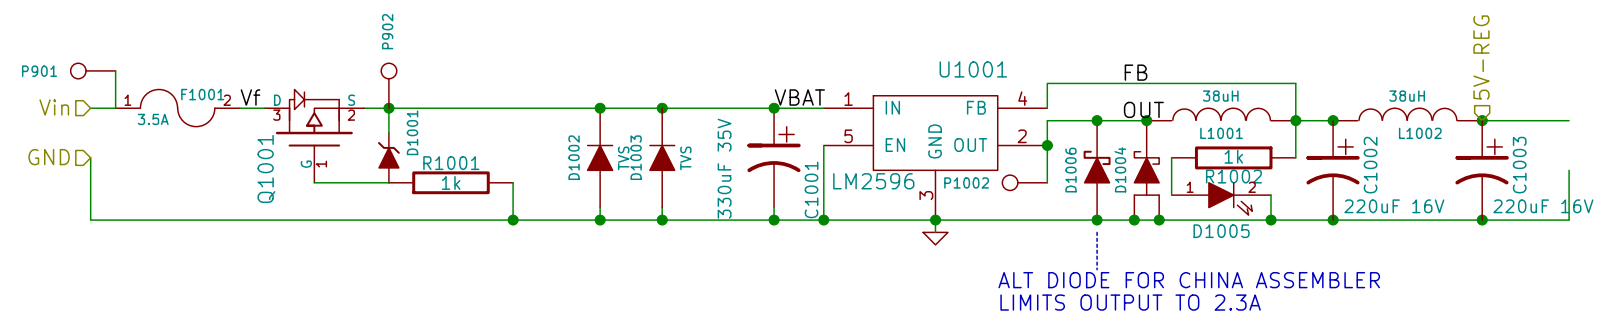 P901
Vin
GND
1
F1001
2
3.5A
Vf
D
3
S
2
G
1
Q1001
P902
D1001
R1001
1k
D1002
TVS
D1003
TVS
VBAT
330uF 35V
C1001
U1001
1
IN
FB
4
5
EN
GND
OUT
2
3
LM2596
P1002
FB
OUT
D1006
D1004
38uH
L1001
1k
R1002
1
2
D1005
C1002
220uF 16V
38uH
L1002
5V-REG
C1003
220uF 16V
ALT DIODE FOR CHINA ASSEMBLER
LIMITS OUTPUT TO 2.3A